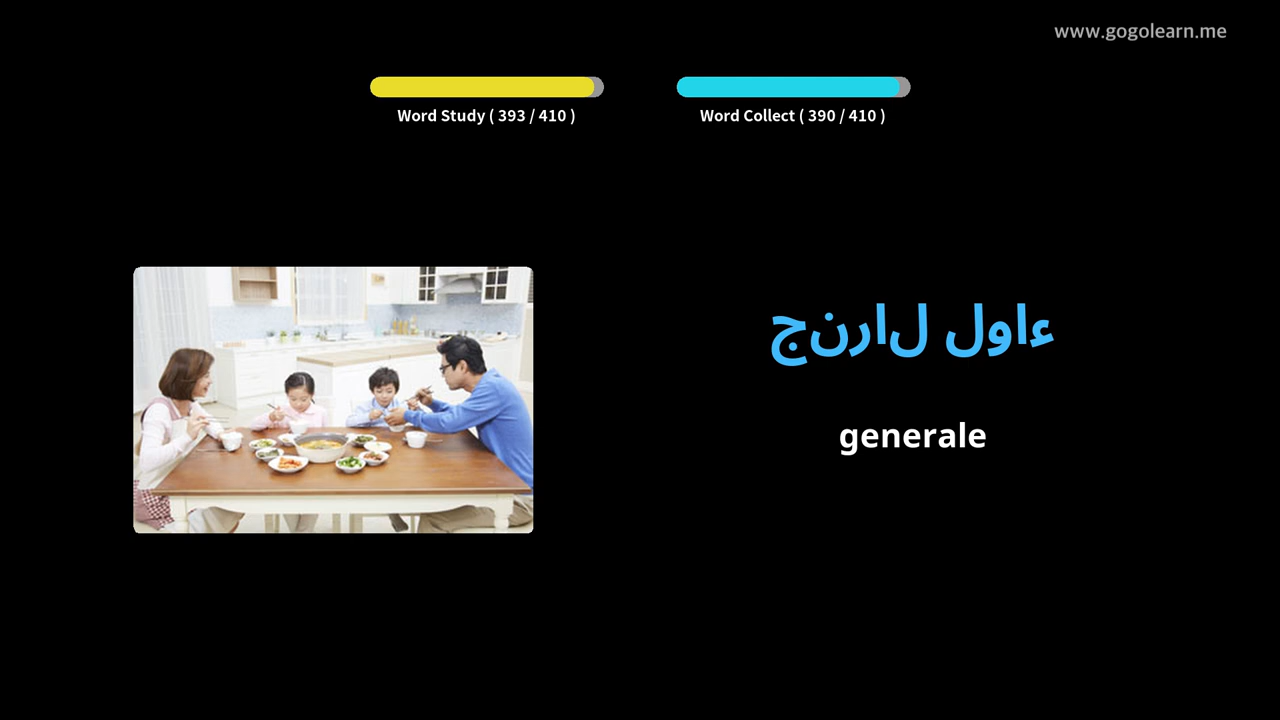 www.gogolearn.me
Word Study ( 393 / 410 )
Word Collect ( 390 / 410 )
ءاول لارنج
generale